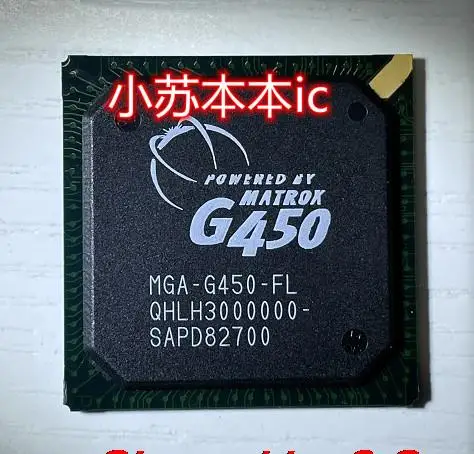 小苏本本ic
POWERED BY
MATROX
G450
MGA-G450-FL
QHLH3000000-
SAPD82700